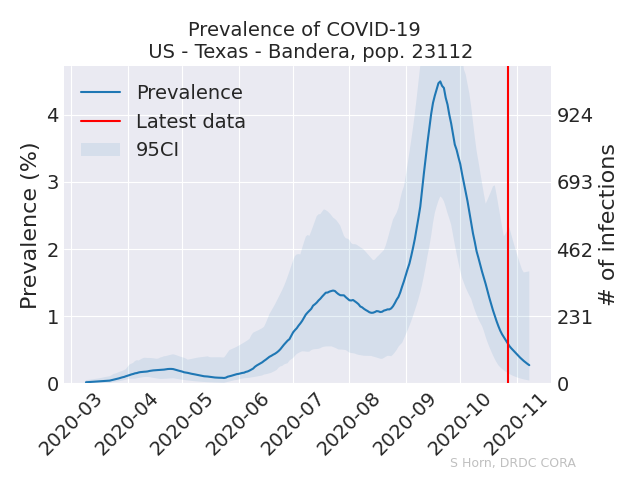 Prevalence of COVID-19
US - Texas - Bandera, pop. 23112
Prevalence
Latest data
95CI
Prevalence (%)
4
3
2
1
0
# of infections
924
693
462
231
0
2020-03
2020-04
2020-05
2020-06
2020-07
2020-08
2020-09
2020-10
2020-11
S Horn, DRDC CORA